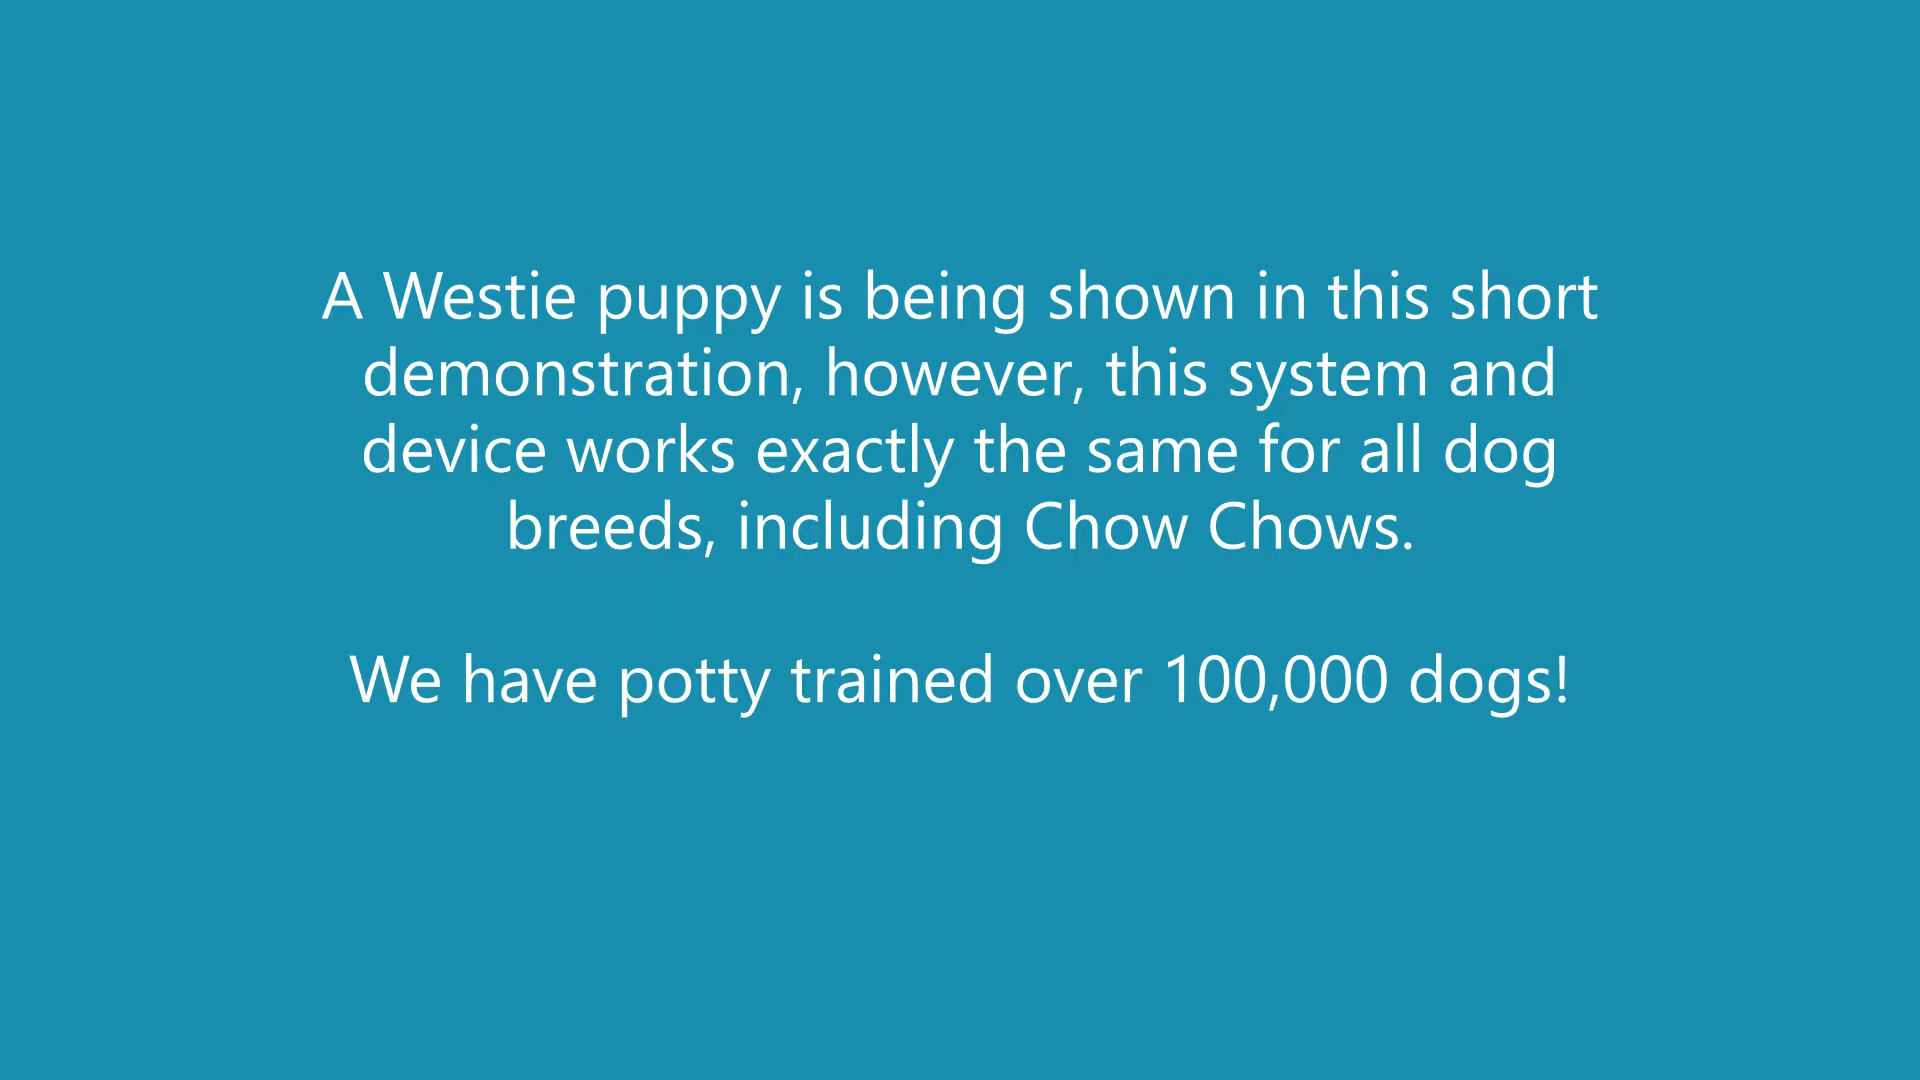 A Westie puppy is being shown in this short
demonstration, however, this system and
device works exactly the same for all dog
breeds, including Chow Chows.
We have potty trained over 100,000 dogs!